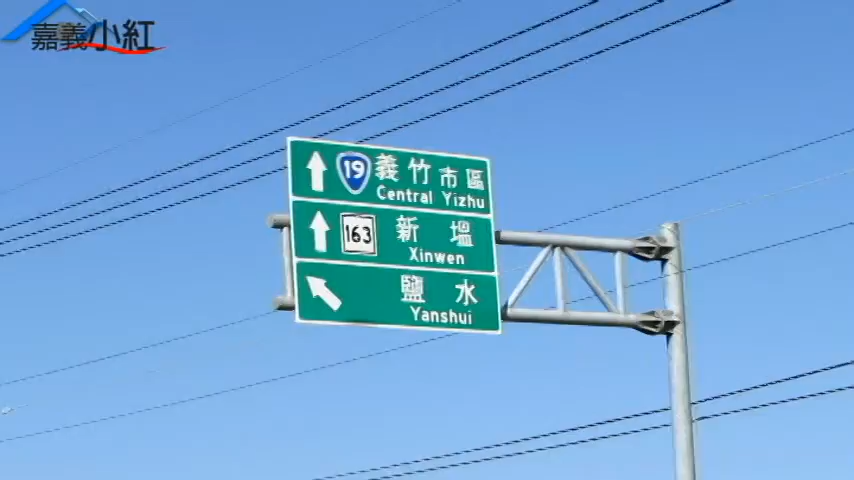 嘉義小紅
19 義竹市區
Central Yizhu
163 新塭
Xinwen
鹽水
Yanshui